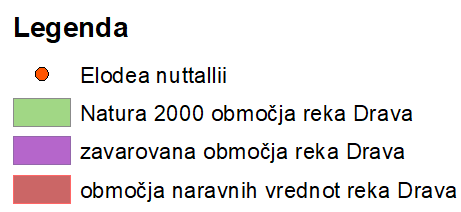 Legenda
Elodea nuttallii
Natura 2000 območja reka Drava
zavarovana območja reka Drava
območja naravnih vrednot reka Drava